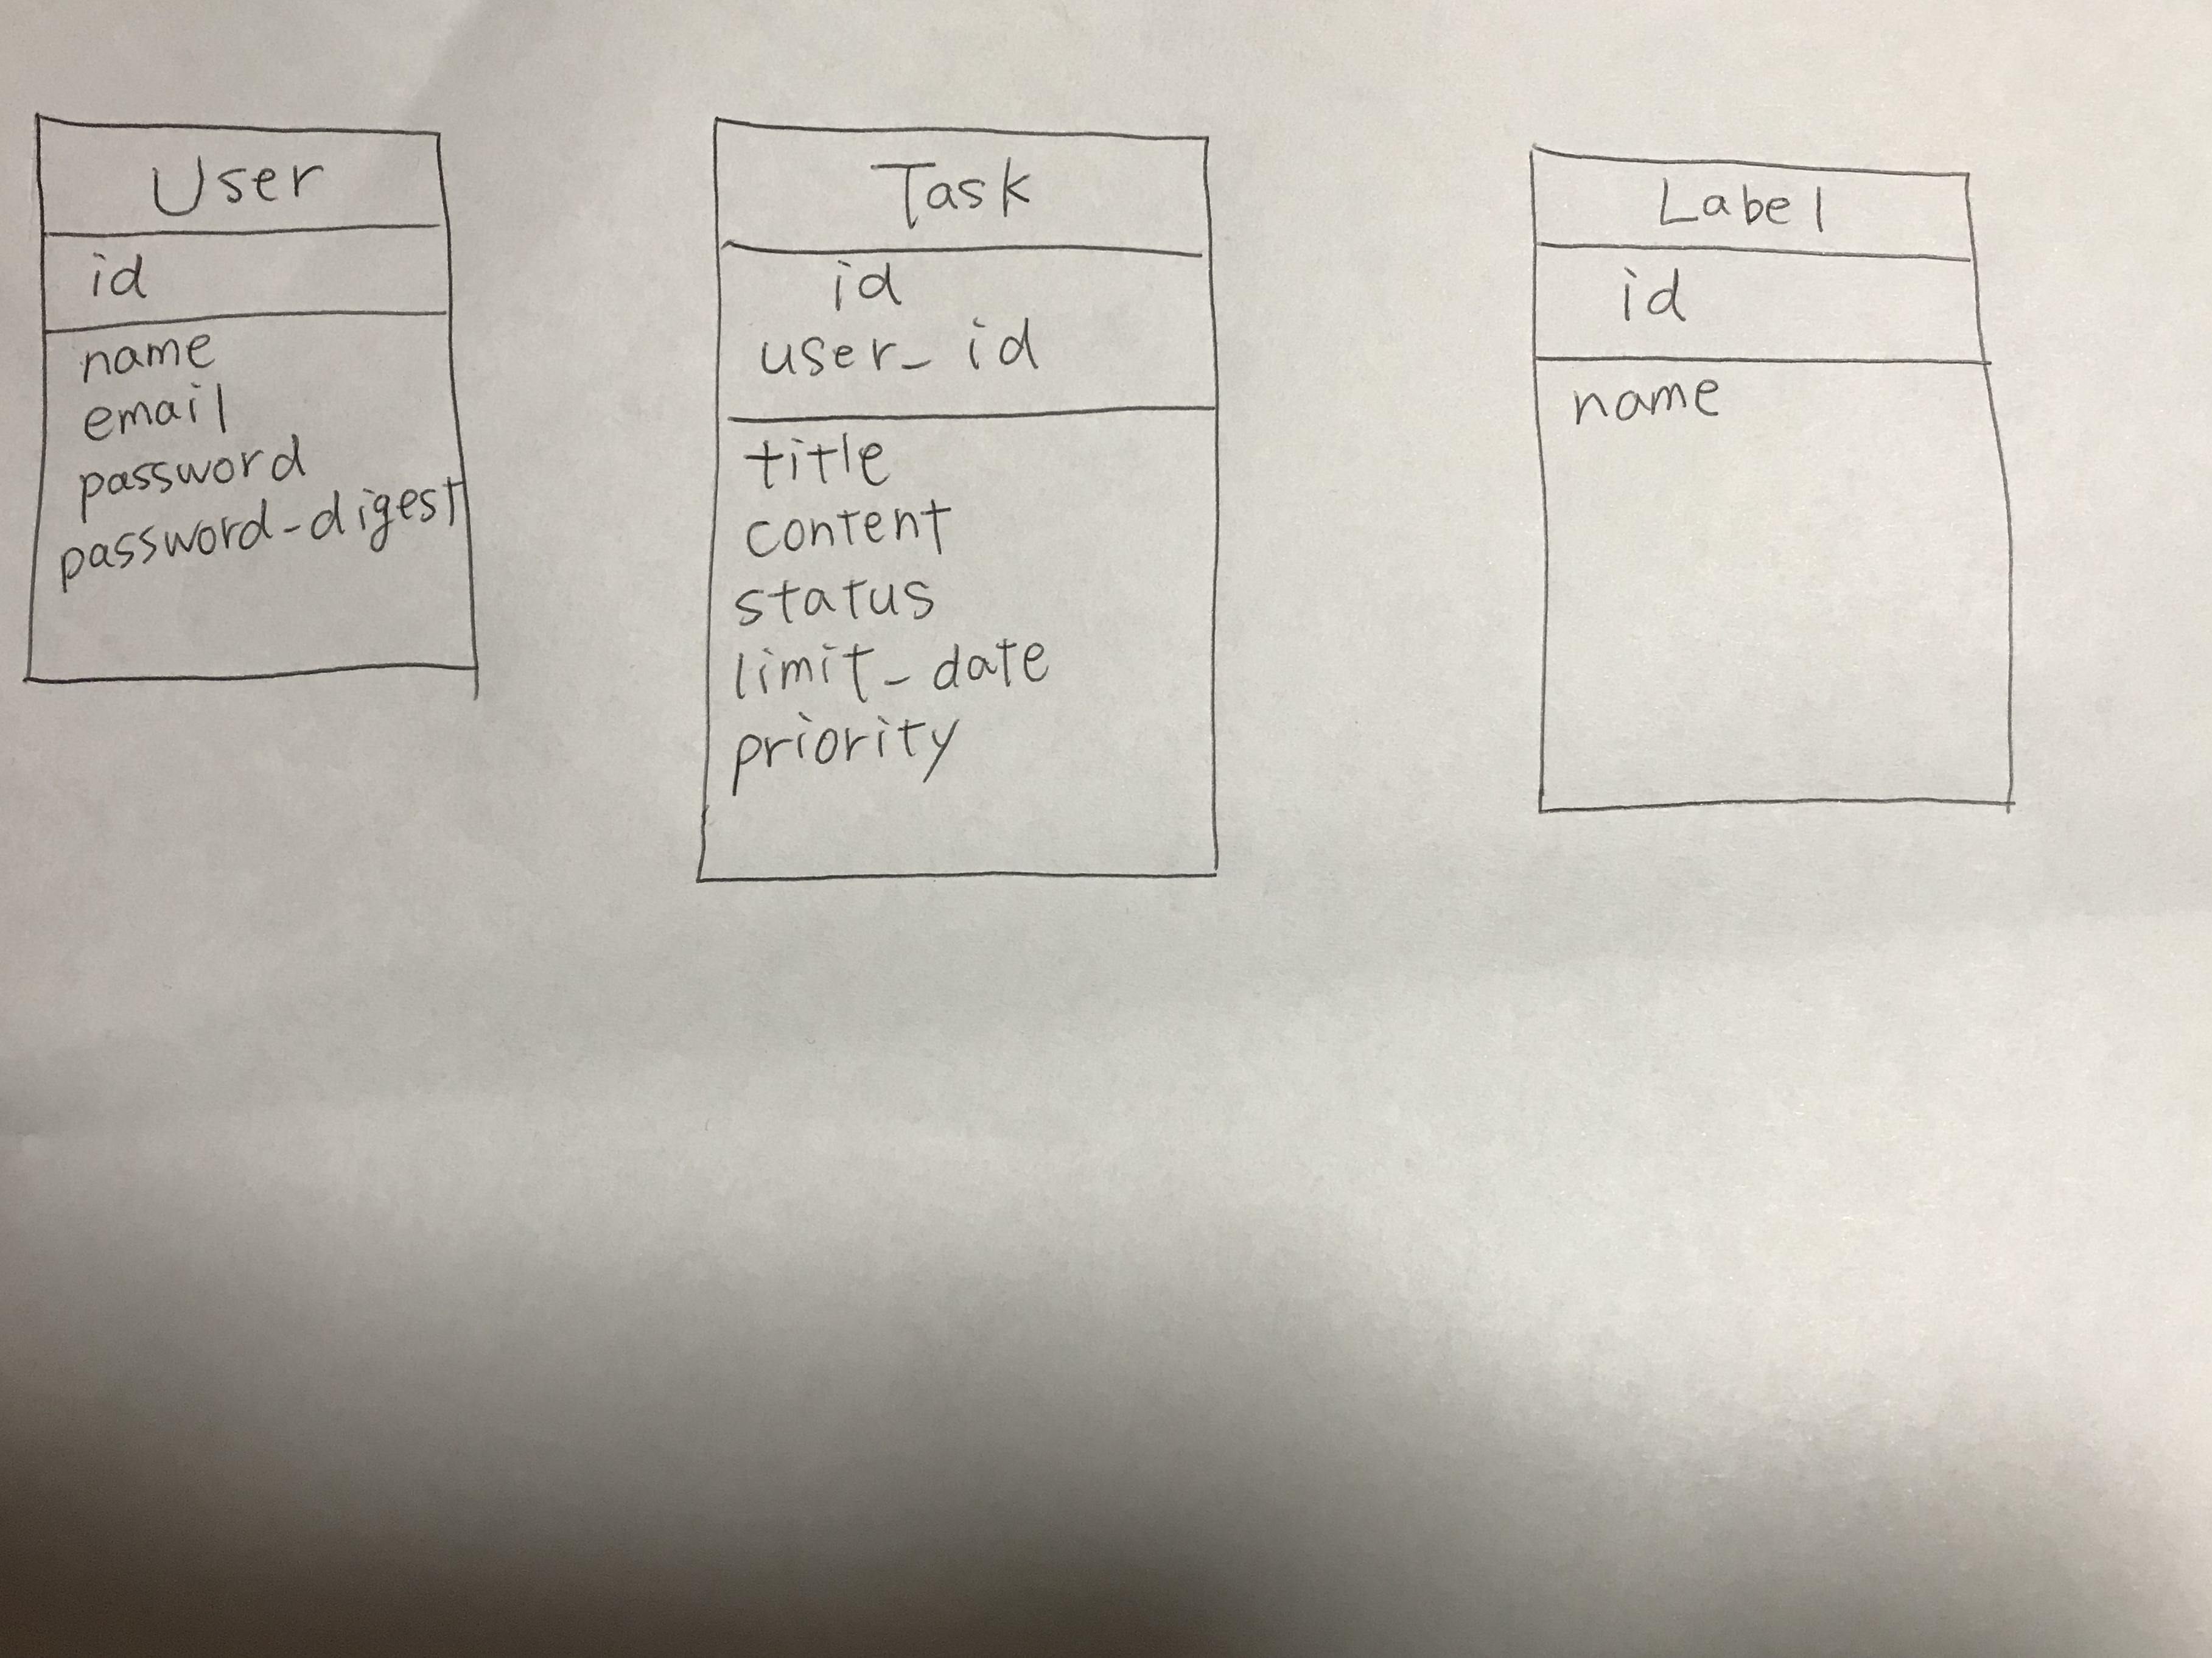 User
id
name
email
password
password-digest
Task
id
user_id
title
content
status
limit_date
priority
Label
id
name